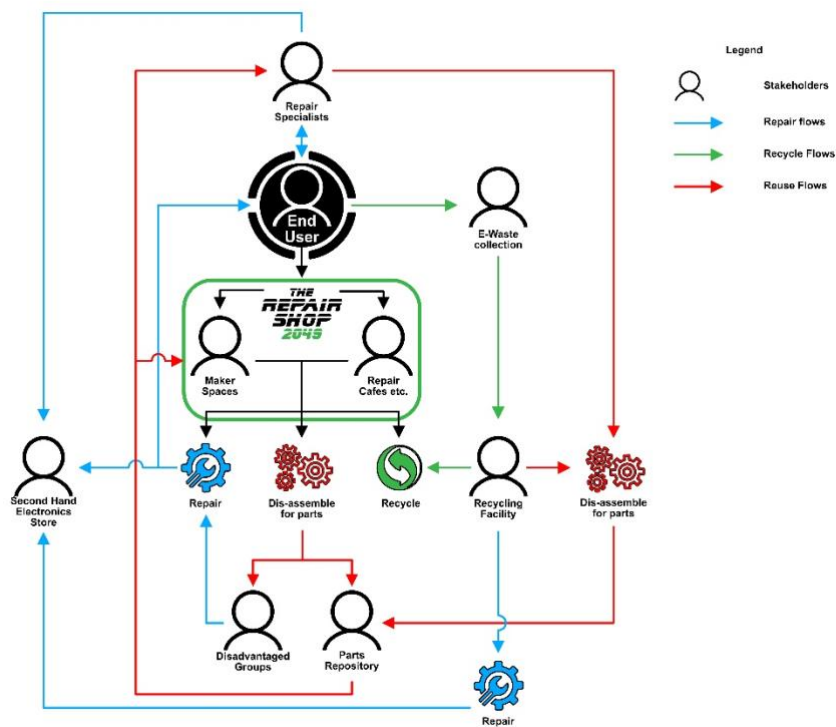 Legend
Stakeholders
Repair flows
Recycle Flows
Reuse Flows
Repair
Specialists
End
User
E-Waste
collection
THE
REPAIR
SHOP
2049
Maker
Spaces
Repair
Cafes etc.
Second Hand
Electronics
Store
Repair
Dis-assemble
for parts
Recycle
Recycling
Facility
Dis-assemble
for parts
Disadvantaged
Groups
Parts
Repository
Repair